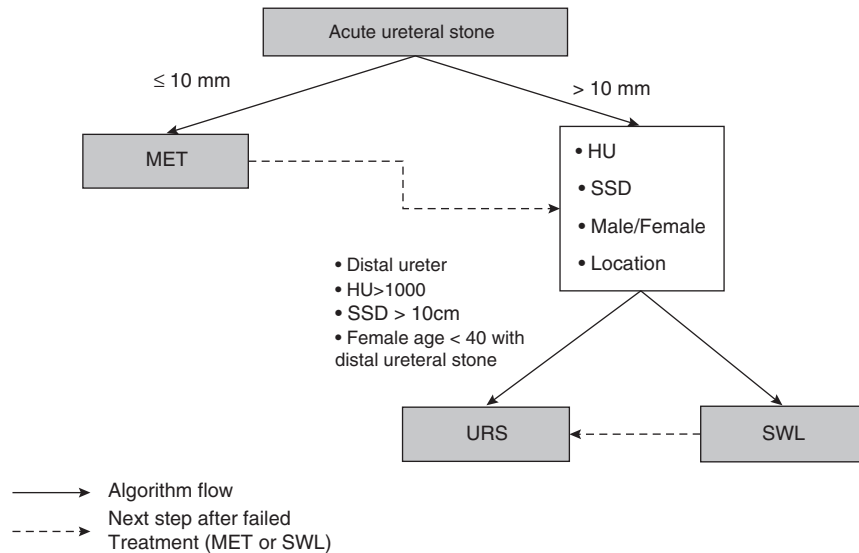 Acute ureteral stone
≤ 10 mm
> 10 mm
MET
• HU
• SSD
• Male/Female
• Location
• Distal ureter
• HU>1000
• SSD > 10cm
• Female age < 40 with
distal ureteral stone
URS
SWL
Algorithm flow
Next step after failed
Treatment (MET or SWL)